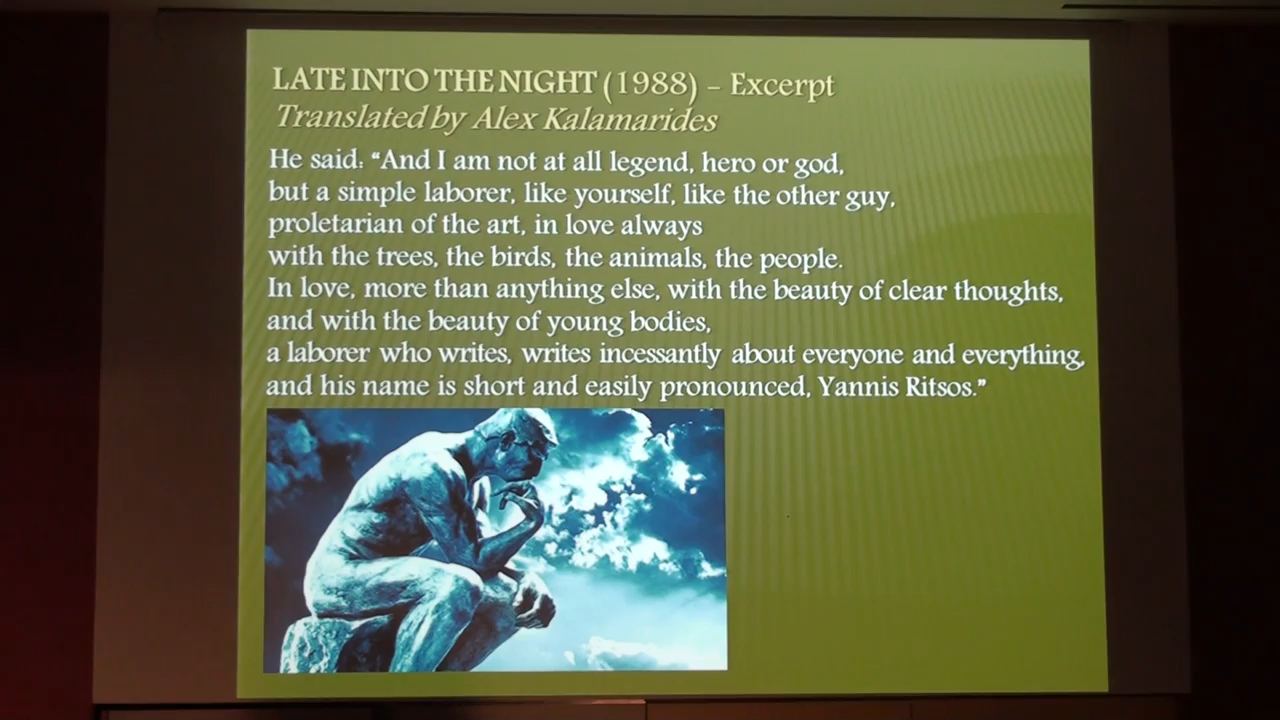 LATE INTO THE NIGHT (1988) – Excerpt
Translated by Alex Kalamarides
He said: “And I am not at all legend, hero or god,
but a simple laborer, like yourself, like the other guy,
proletarian of the art, in love always
with the trees, the birds, the animals, the people.
In love, more than anything else, with the beauty of clear thoughts,
and with the beauty of young bodies,
a laborer who writes, writes incessantly about everyone and everything,
and his name is short and easily pronounced, Yannis Ritsos.”